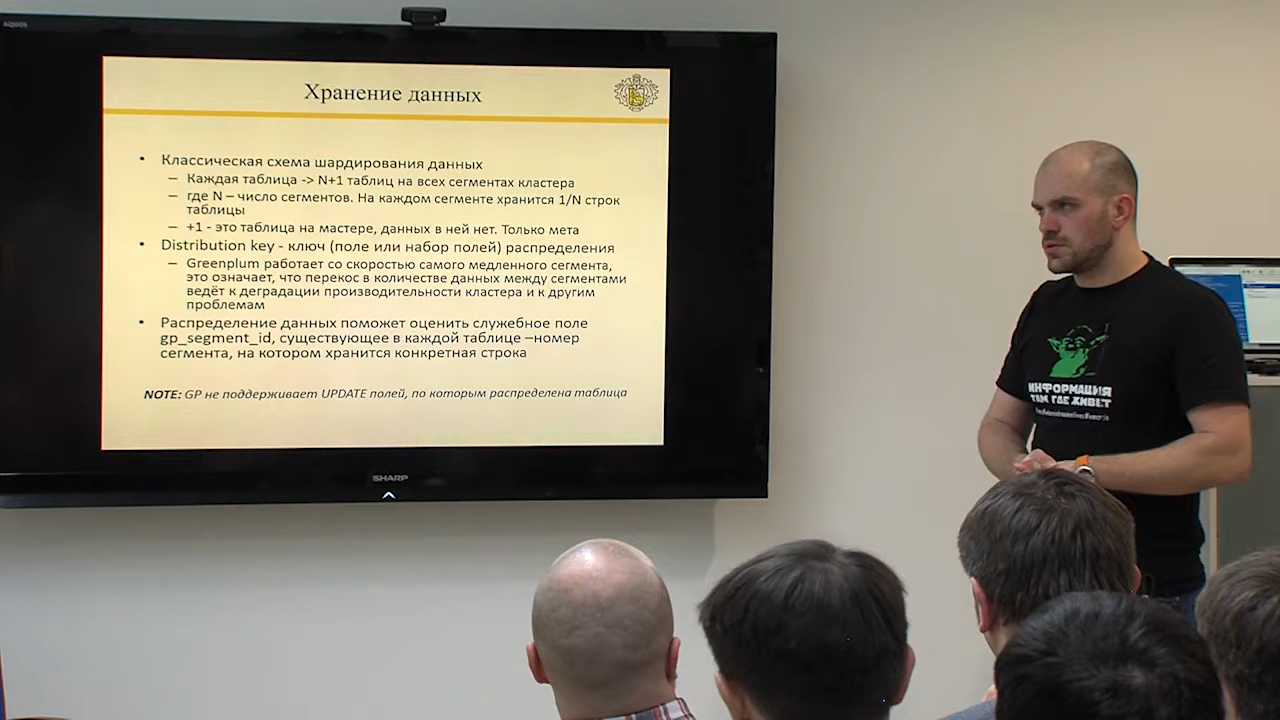 AQUOS
Хранение данных
• Классическая схема шардирования данных
– Каждая таблица -> N+1 таблиц на всех сегментах кластера
– где N – число сегментов. На каждом сегменте хранится 1/N строк
таблицы
– +1 - это таблица на мастере, данных в ней нет. Только мета
• Distribution key - ключ (поле или набор полей) распределения
– Greenplum работает со скоростью самого медленного сегмента,
это означает, что перекос в количестве данных между сегментами
ведёт к деградации производительности кластера и к другим
проблемам
• Распределение данных поможет оценить служебное поле
gp_segment_id, существующее в каждой таблице –номер
сегмента, на котором хранится конкретная строка
NOTE: GP не поддерживает UPDATE полей, по которым распределена таблица
SHARP
ИНФОРМАЦИЯ
ТАМ ГДЕ ЖИВЕТ